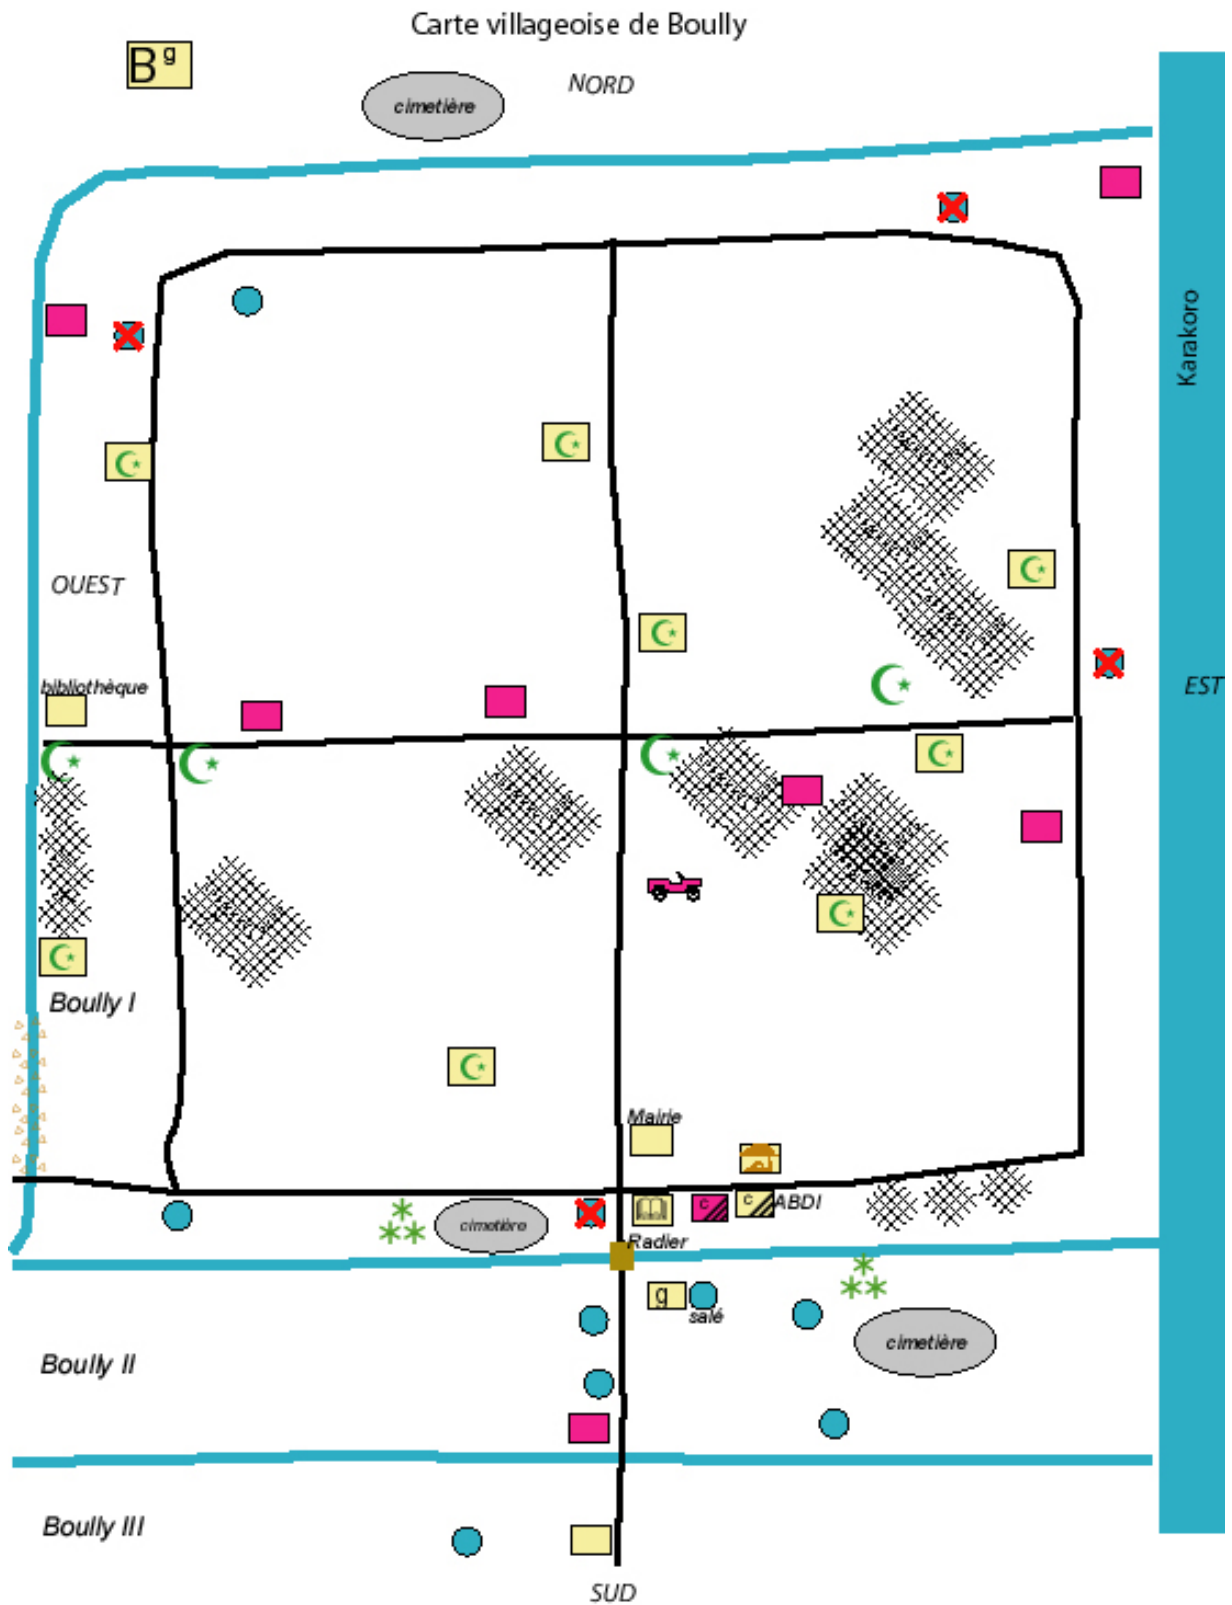 Carte villageoise de Boully
B g
NORD
cimetière
Karakoro
OUEST
bibliothèque
EST
Boully I
Mairie
c
c
ABDI
cimetière
Radier
g
salé
cimetière
Boully II
Boully III
SUD